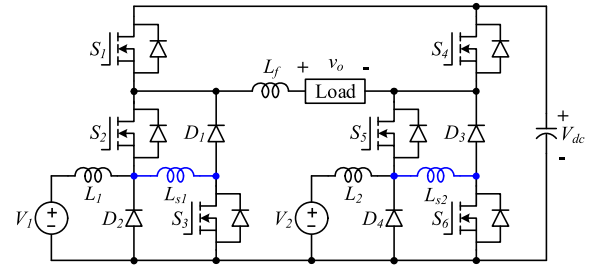 S1
S4
Lf
+ vo -
Load
S2
D1
S5
D3
+
Vdc
-
L1
Ls1
L2
Ls2
V1
D2
S3
V2
D4
S6